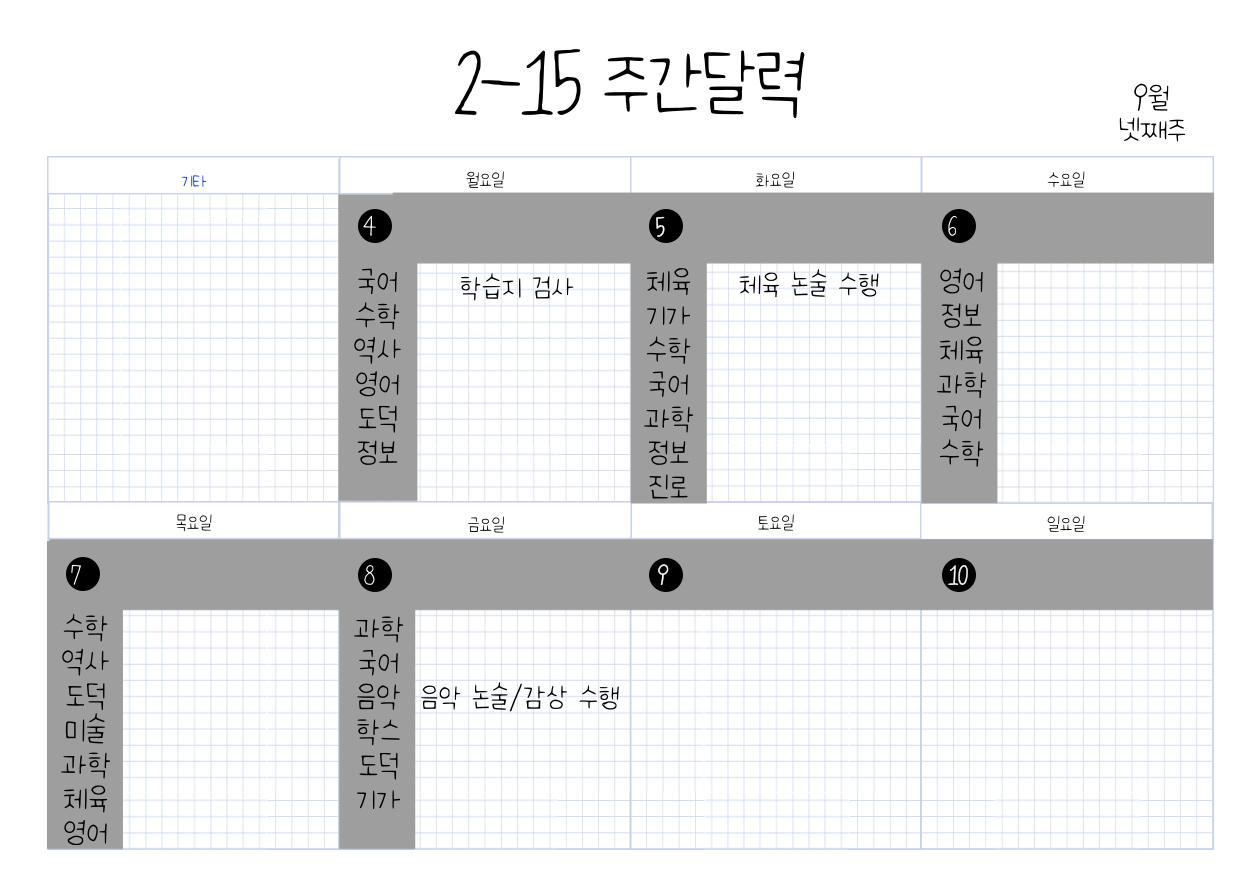 2-15 주간달력
9월
넷째주
기타
월요일
화요일
수요일
4
국어
학습지 검사
수학
역사
영어
도덕
정보
5
체육
체육 논술 수행
기가
수학
국어
과학
정보
진로
6
영어
정보
체육
과학
국어
수학
목요일
금요일
토요일
일요일
7
수학
역사
도덕
미술
과학
체육
영어
8
과학
국어
음악
음악 논술/감상 수행
학스
도덕
기가
9
10